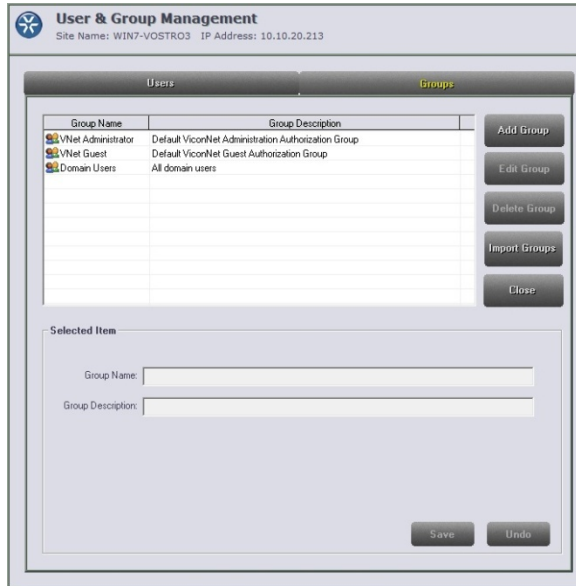 User & Group Management
Site Name: WIN7-VOSTRO3 IP Address: 10.10.20.213
Users Groups
Group Name Group Description
VNet Administrator Default ViconNet Administration Authorization Group
VNet Guest Default ViconNet Guest Authorization Group
Domain Users All domain users
Add Group
Edit Group
Delete Group
Import Groups
Close
Selected Item
Group Name:
Group Description:
Save Undo